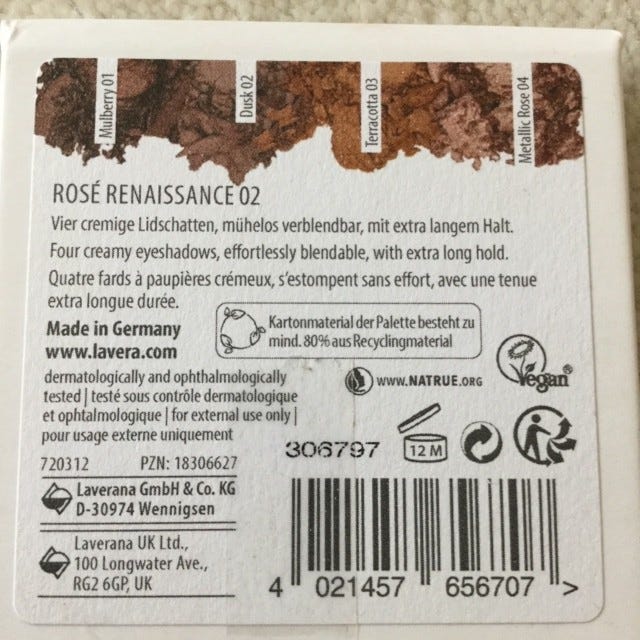 Mulberry 01
Dusk 02
Terracotta 03
Metallic Rose 04
ROSÉ RENAISSANCE 02
Vier cremige Lidschatten, mühelos verblendbar, mit extra langem Halt.
Four creamy eyeshadows, effortlessly blendable, with extra long hold.
Quatre fards à paupières crémeux, s'estompent sans effort, avec une tenue
extra longue durée.
Made in Germany
www.lavera.com
Kartonmaterial der Palette besteht zu
mind. 80% aus Recyclingmaterial
dermatologically and ophthalmologically
tested | testé sous contrôle dermatologique
et ophtalmologique | for external use only |
pour usage externe uniquement
www.NATRUE.ORG
Vegan®
306797
12 M
720312 PZN: 18306627
Laverana GmbH & Co. KG
D-30974 Wennigsen
Laverana UK Ltd.,
100 Longwater Ave.,
RG2 6GP, UK
4 021457 656707 >